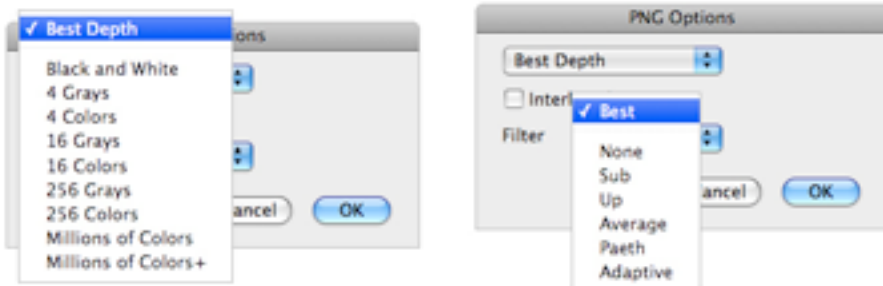 ✓ Best Depth
ons
Black and White
4 Grays
4 Colors
16 Grays
16 Colors
256 Grays
256 Colors
Millions of Colors
Millions of Colors+
ancel
OK
PNG Options
Best Depth
Interl
✓ Best
Filter
None
Sub
Up
Average
Paeth
Adaptive
ancel
OK